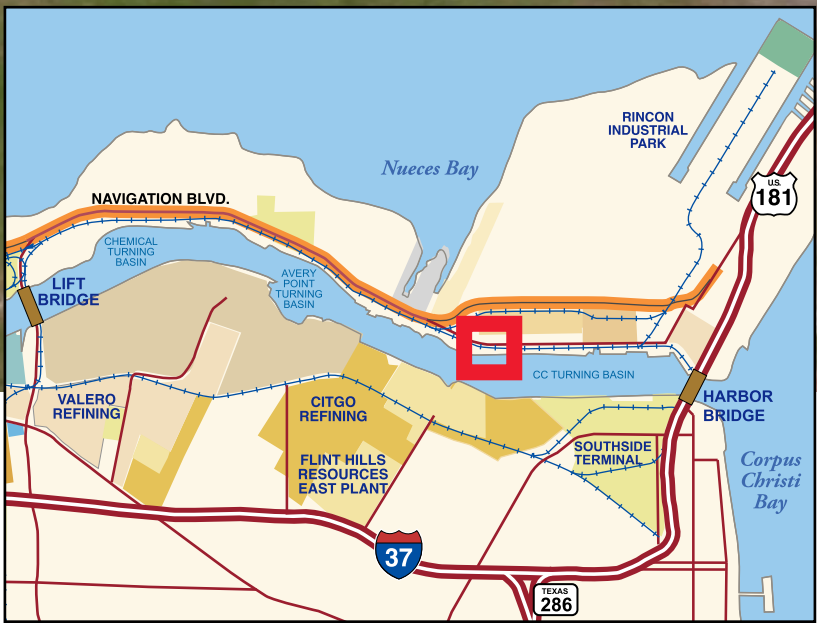 RINCON
INDUSTRIAL
PARK
Nueces Bay
U.S.
181
NAVIGATION BLVD.
CHEMICAL
TURNING
BASIN
AVERY
POINT
TURNING
BASIN
LIFT
BRIDGE
CC TURNING BASIN
VALERO
REFINING
CITGO
REFINING
HARBOR
BRIDGE
FLINT HILLS
RESOURCES
EAST PLANT
SOUTHSIDE
TERMINAL
Corpus
Christi
Bay
37
TEXAS
286